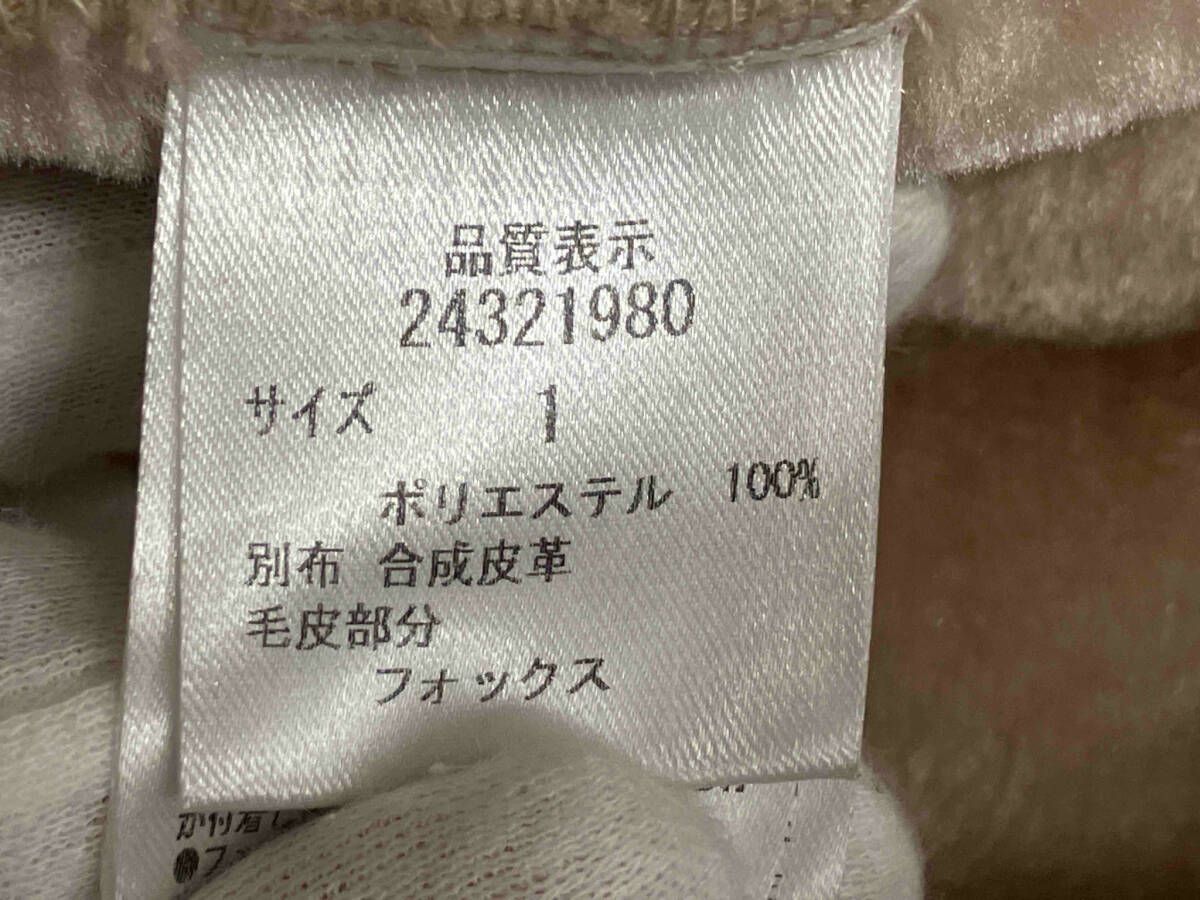 品質表示
24321980
サイズ 1
ポリエステル 100%
別布 合成皮革
毛皮部分
フォックス